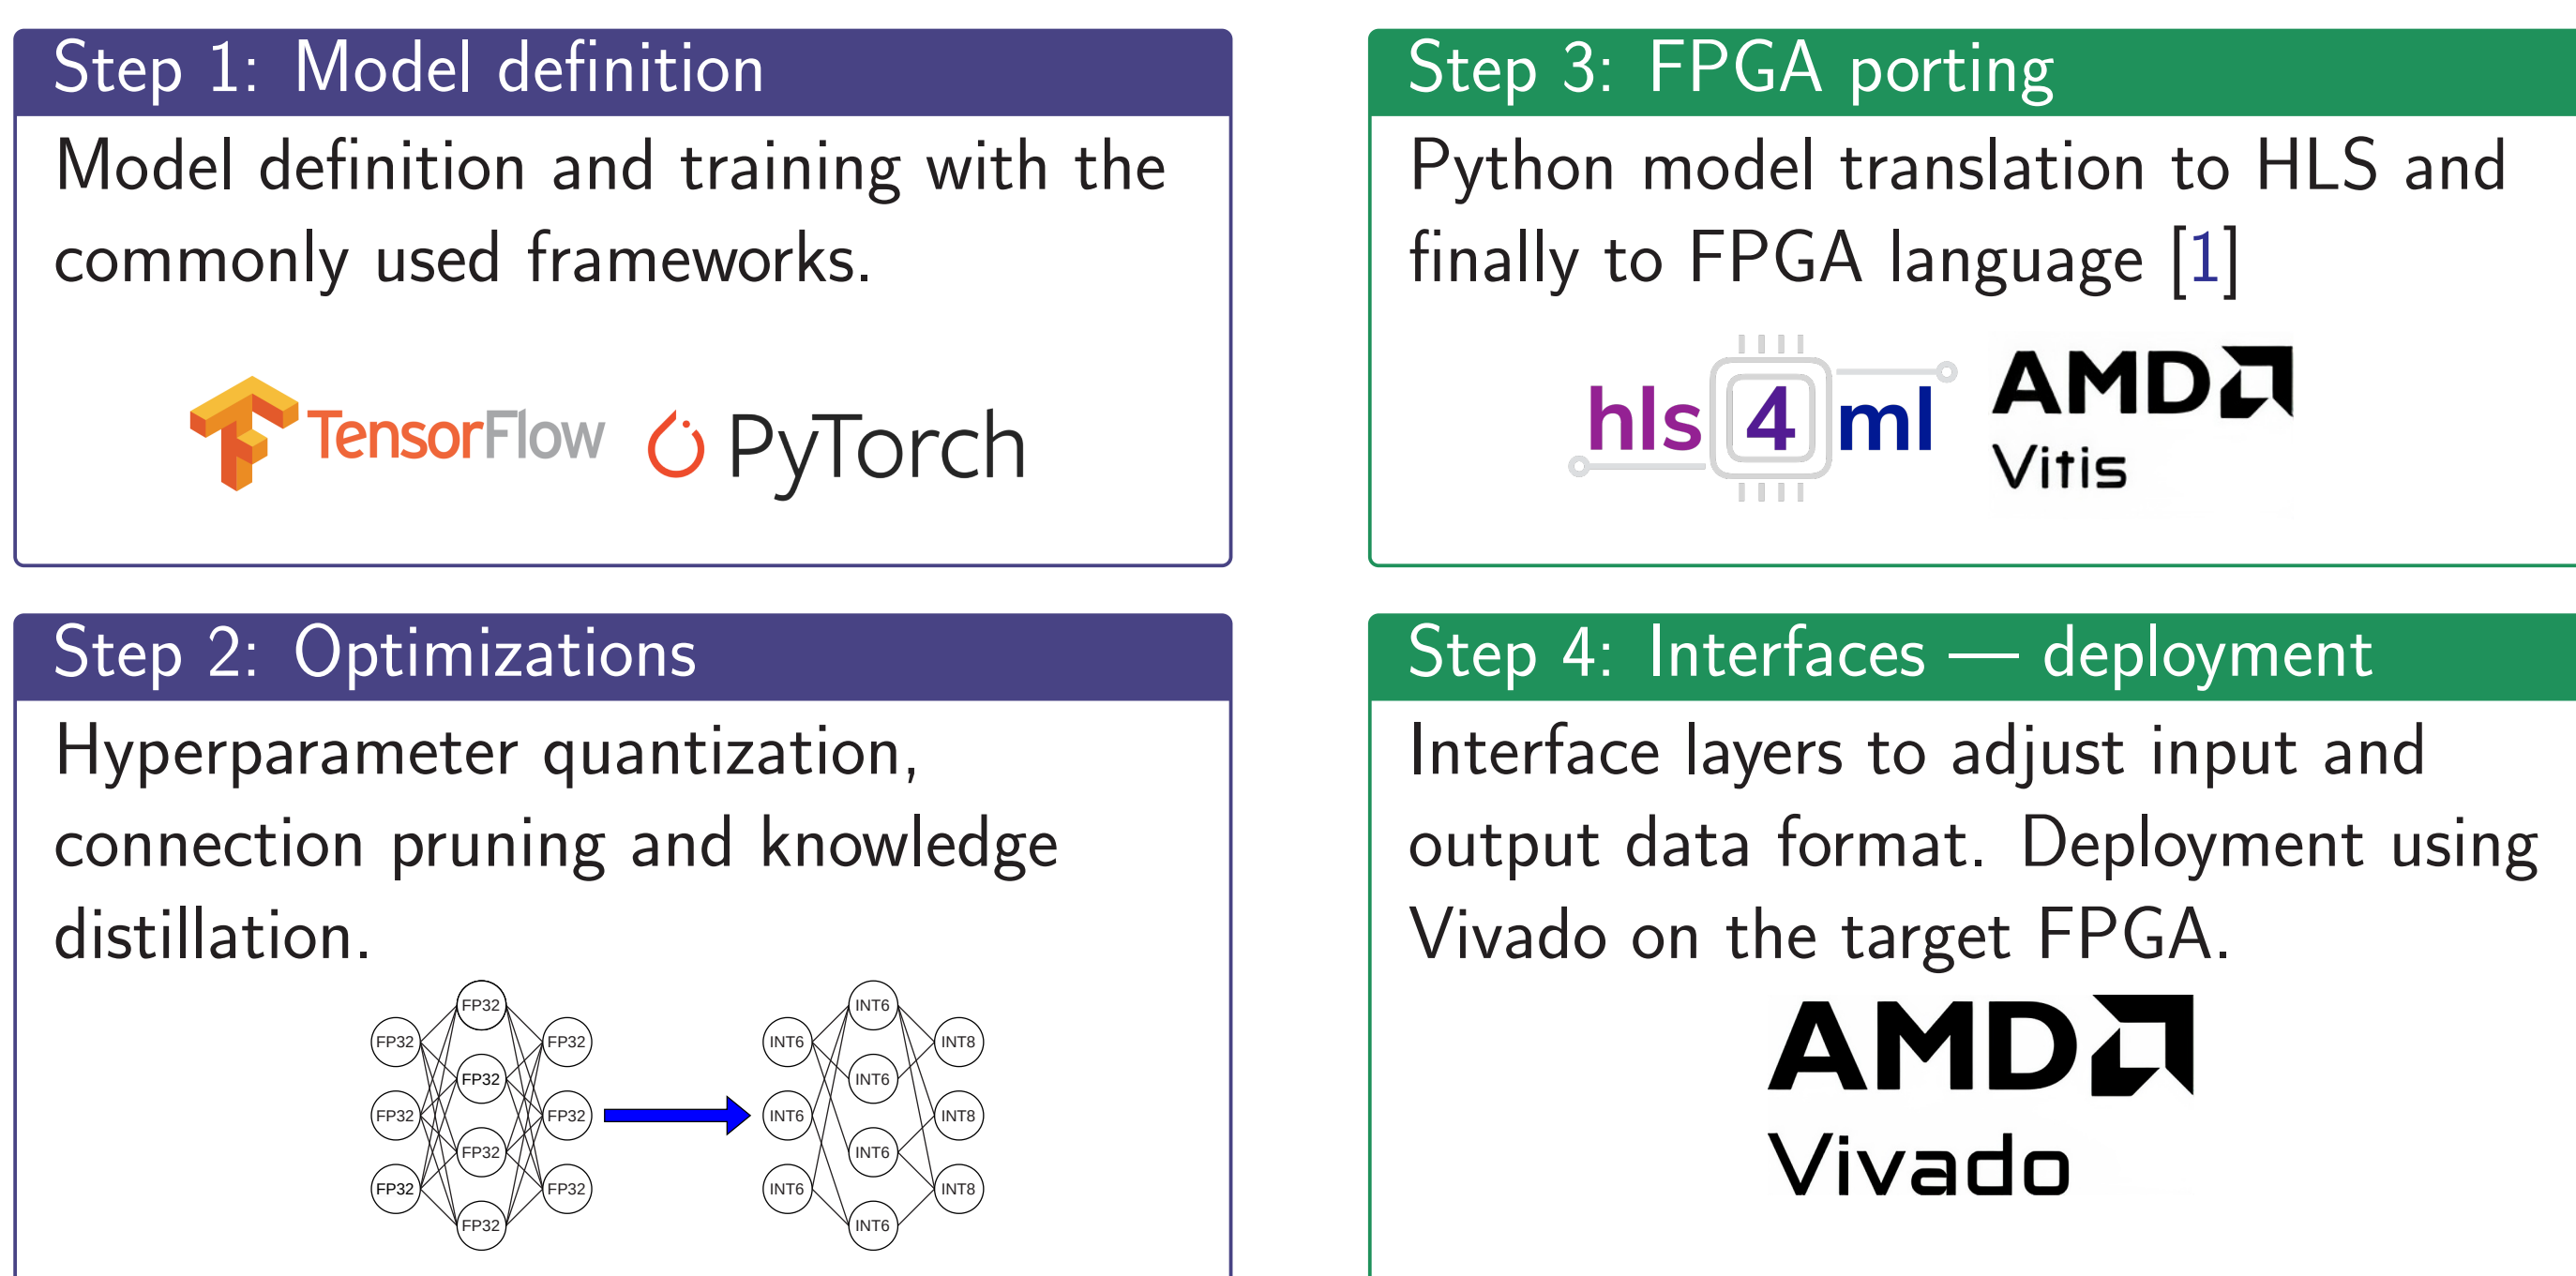 Step 1: Model definition
Model definition and training with the
commonly used frameworks.
TensorFlow PyTorch
Step 2: Optimizations
Hyperparameter quantization,
connection pruning and knowledge
distillation.
FP32 INT6
FP32 FP32 INT6 INT8
FP32 INT6
FP32 FP32 INT6 INT8
FP32 INT6
FP32 FP32 INT6 INT8
FP32 INT6
Step 3: FPGA porting
Python model translation to HLS and
finally to FPGA language [1]
hls 4 ml AMD
Vitis
Step 4: Interfaces — deployment
Interface layers to adjust input and
output data format. Deployment using
Vivado on the target FPGA.
AMD
Vivado